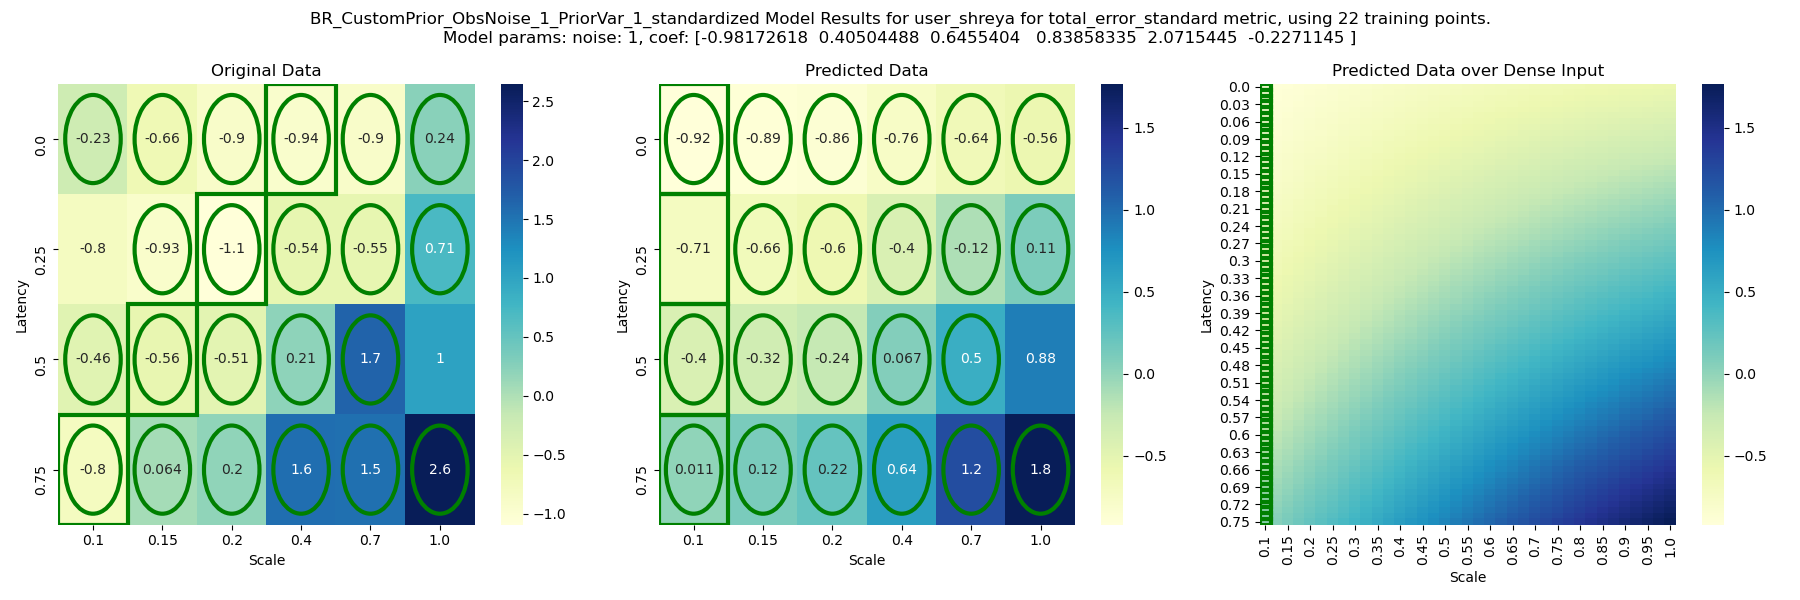 BR_CustomPrior_ObsNoise_1_PriorVar_1_standardized Model Results for user_shreya for total_error_standard metric, using 22 training points.
Model params: noise: 1, coef: [-0.98172618 0.40504488 0.6455404 0.83858335 2.0715445 -0.2271145 ]
Original Data
Latency
0.0
0.25
0.5
0.75
-0.23 -0.66 -0.9 -0.94 -0.9 0.24
-0.8 -0.93 -1.1 -0.54 -0.55 0.71
-0.46 -0.56 -0.51 0.21 1.7 1
-0.8 0.064 0.2 1.6 1.5 2.6
0.1 0.15 0.2 0.4 0.7 1.0
Scale
2.5
2.0
1.5
1.0
0.5
0.0
−0.5
−1.0
Predicted Data
Latency
0.0
0.25
0.5
0.75
-0.92 -0.89 -0.86 -0.76 -0.64 -0.56
-0.71 -0.66 -0.6 -0.4 -0.12 0.11
-0.4 -0.32 -0.24 0.067 0.5 0.88
0.011 0.12 0.22 0.64 1.2 1.8
0.1 0.15 0.2 0.4 0.7 1.0
Scale
1.5
1.0
0.5
0.0
−0.5
Predicted Data over Dense Input
Latency
0.0
0.03
0.06
0.09
0.12
0.15
0.18
0.21
0.24
0.27
0.3
0.33
0.36
0.39
0.42
0.45
0.48
0.51
0.54
0.57
0.6
0.63
0.66
0.69
0.72
0.75
0.1 0.15 0.2 0.25 0.3 0.35 0.4 0.45 0.5 0.55 0.6 0.65 0.7 0.75 0.8 0.85 0.9 0.95 1.0
Scale
1.5
1.0
0.5
0.0
−0.5